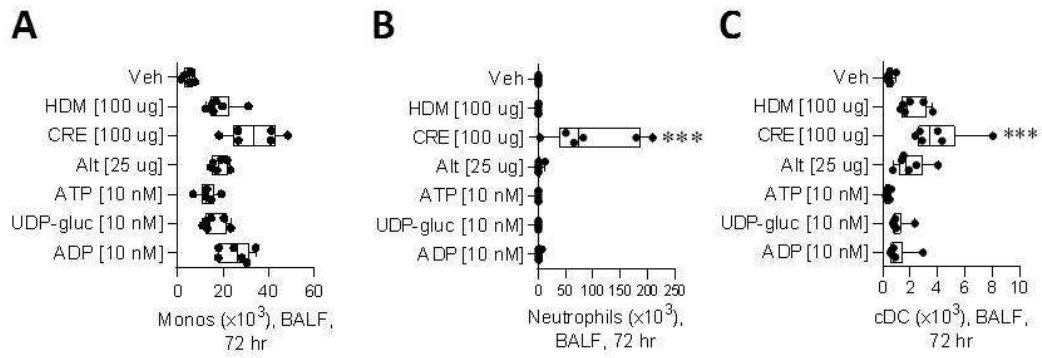 A
Veh
HDM [100 ug]
CRE [100 ug]
Alt [25 ug]
ATP [10 nM]
UDP-gluc [10 nM]
ADP [10 nM]
0 20 40 60
Monos (x10³), BALF,
72 hr
B
Veh
HDM [100 ug]
CRE [100 ug]
***
Alt [25 ug]
ATP [10 nM]
UDP-gluc [10 nM]
ADP [10 nM]
0 50 100 150 200 250
Neutrophils (x10³),
BALF, 72 hr
C
Veh
HDM [100 ug]
CRE [100 ug]
***
Alt [25 ug]
ATP [10 nM]
UDP-gluc [10 nM]
ADP [10 nM]
0 2 4 6 8 10
cDC (x10³), BALF,
72 hr